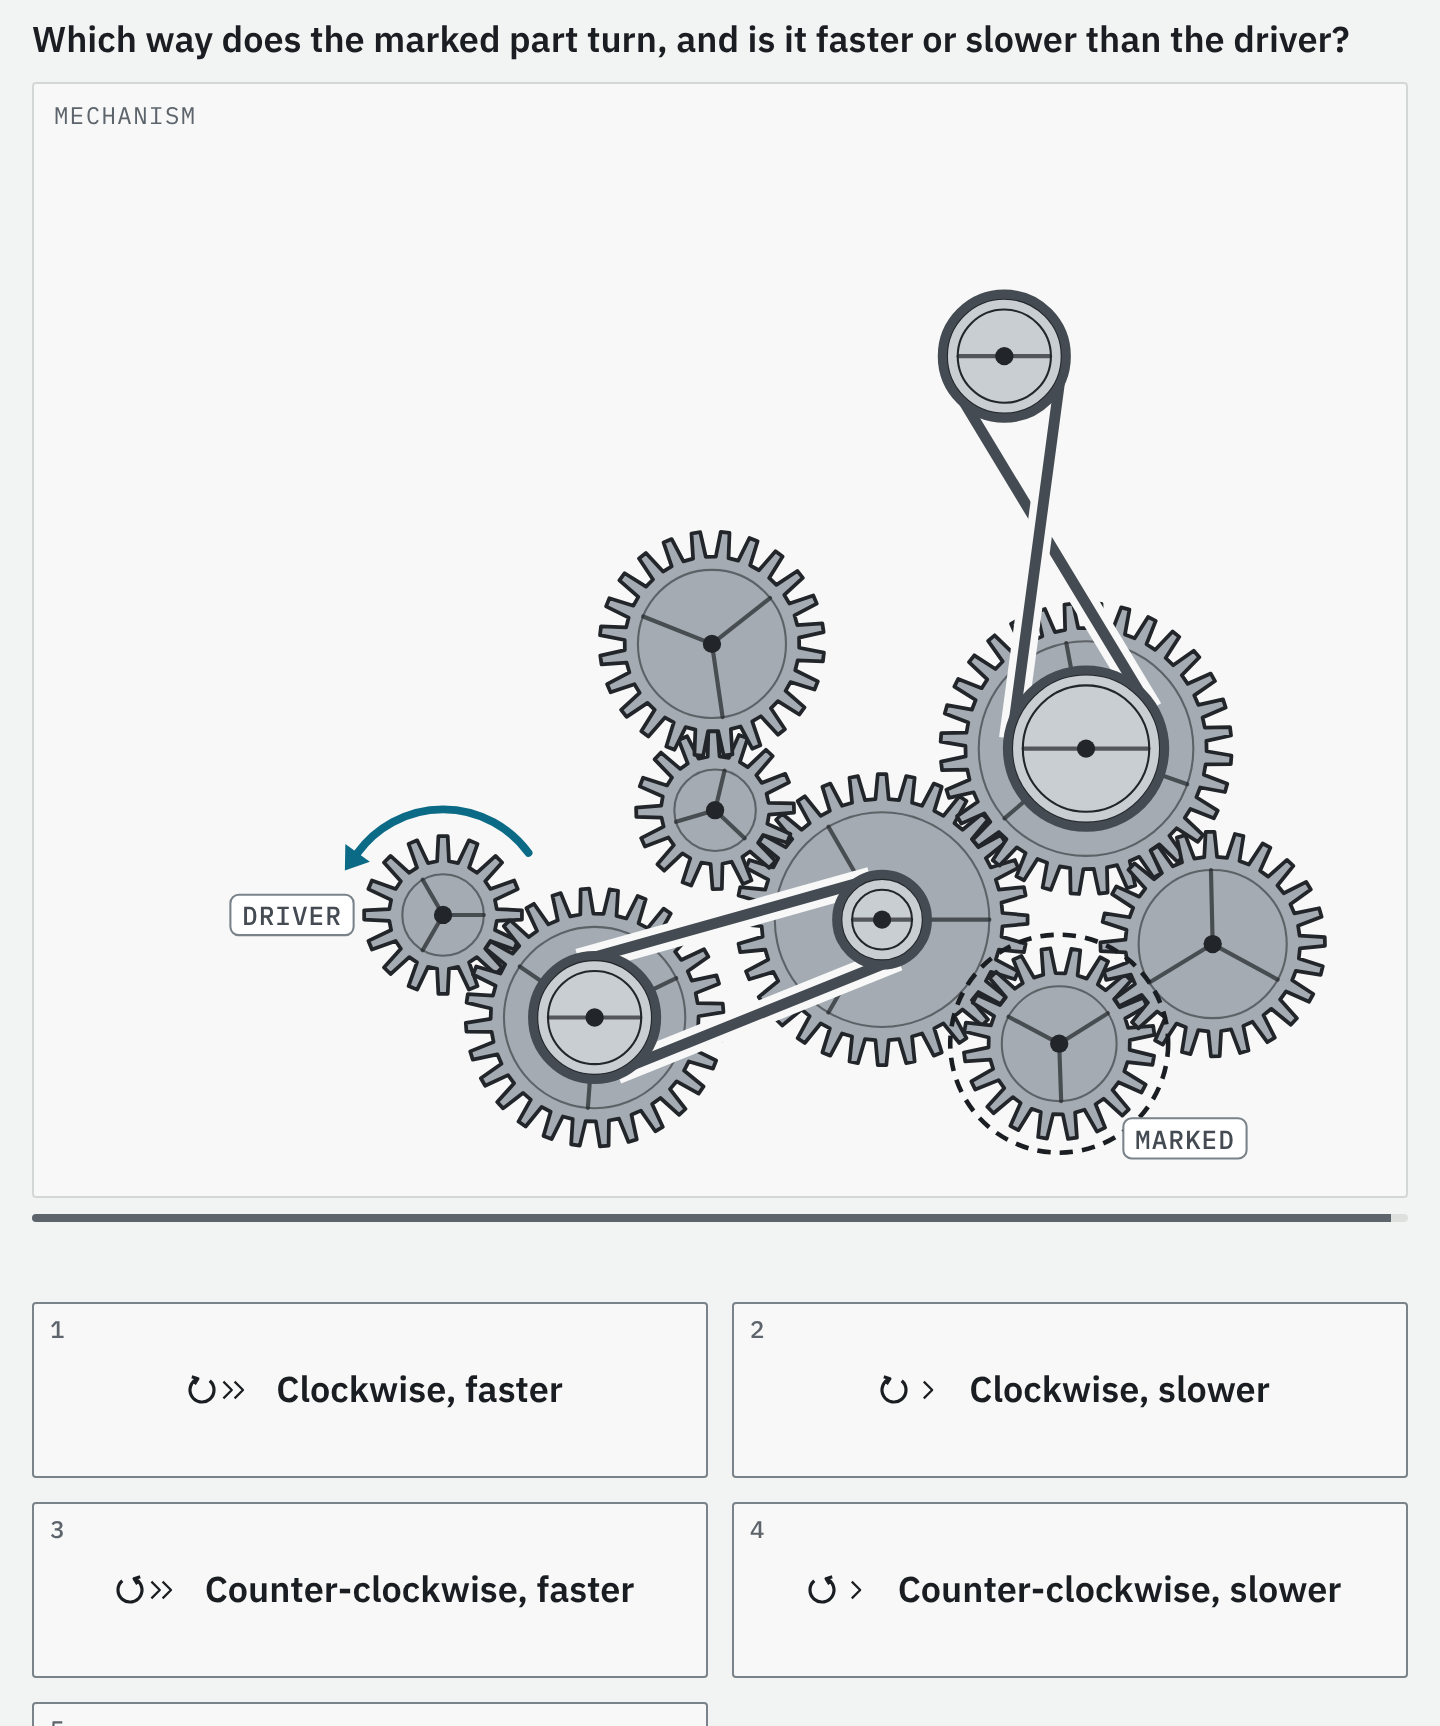 Which way does the marked part turn, and is it faster or slower than the driver?
MECHANISM
DRIVER
MARKED
1
Clockwise, faster
2
Clockwise, slower
3
Counter-clockwise, faster
4
Counter-clockwise, slower